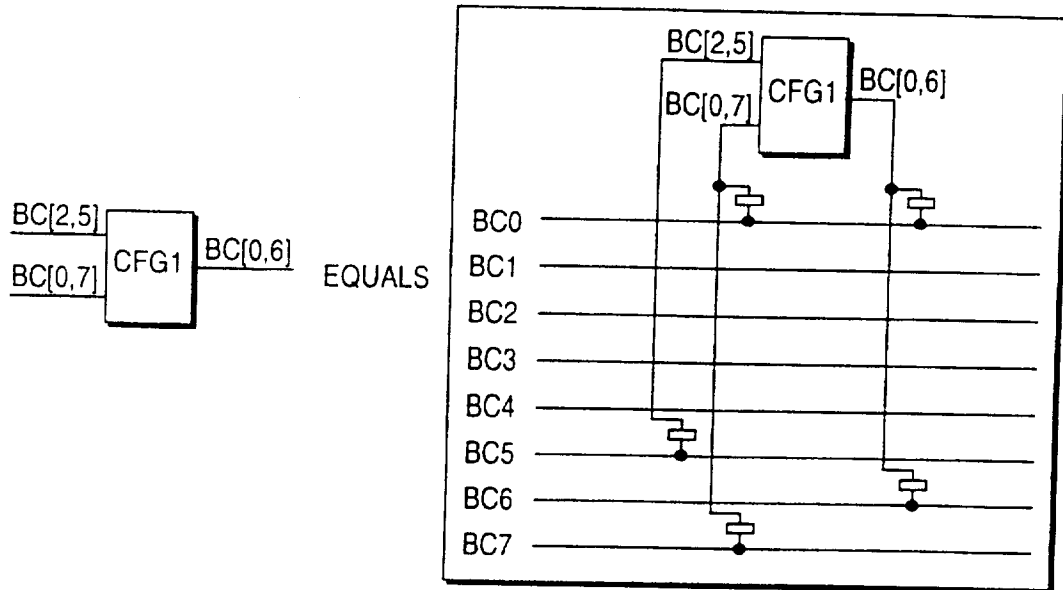 BC[2,5]
BC[0,7]
CFG1
BC[0,6]
EQUALS
BC[2,5]
BC[0,7]
CFG1
BC[0,6]
BC0
BC1
BC2
BC3
BC4
BC5
BC6
BC7